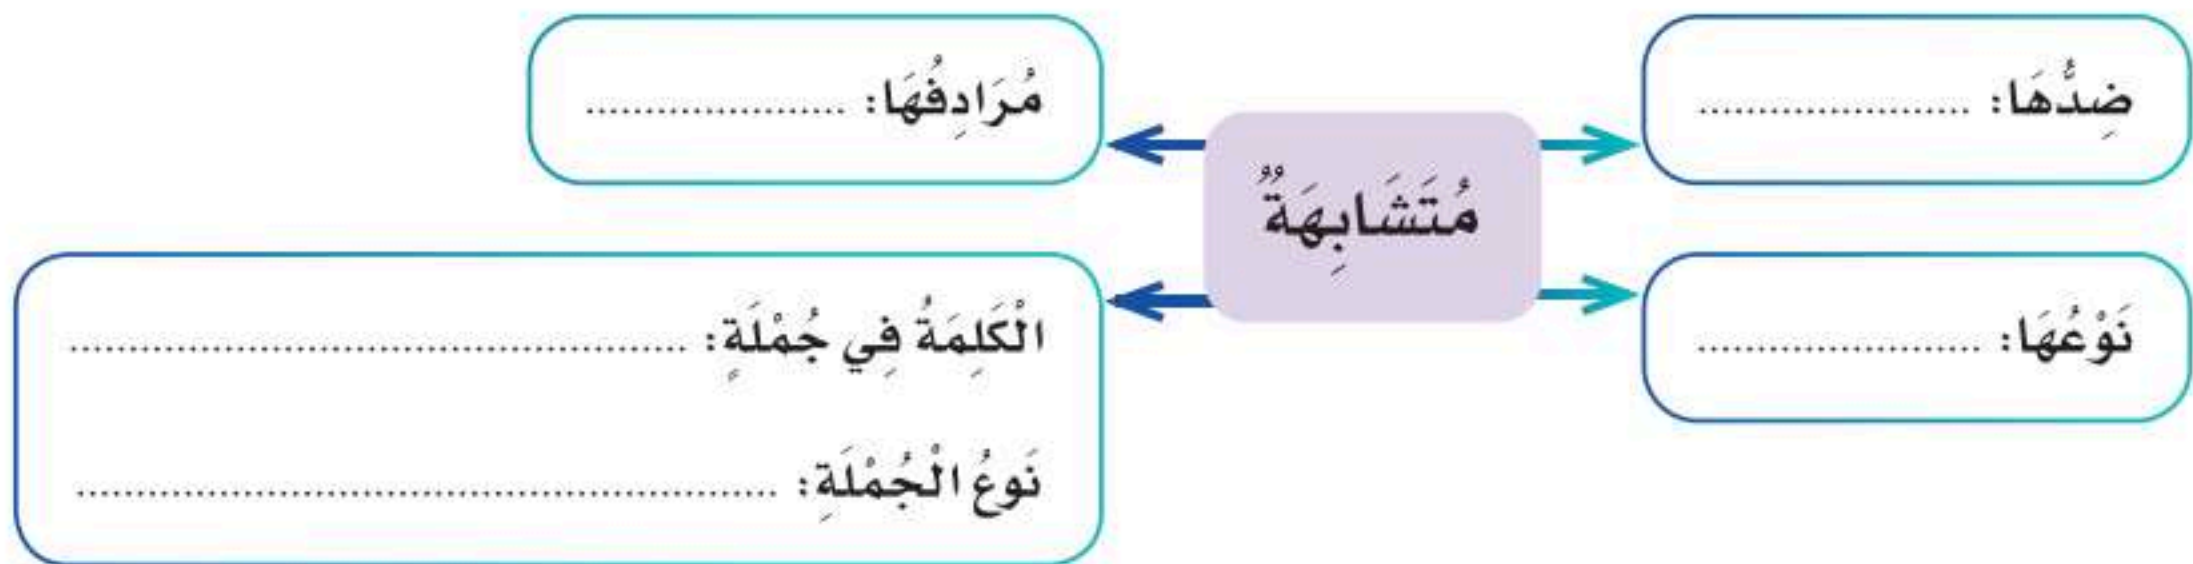 ضِدُّهَا: ......................
مُتَشَابِهَةٌ
مُرَادِفُهَا: ......................
نَوْعُهَا: ......................
الْكَلِمَةُ فِي جُمْلَةٍ: ....................................................
نَوعُ الْجُمْلَةِ: ..........................................................